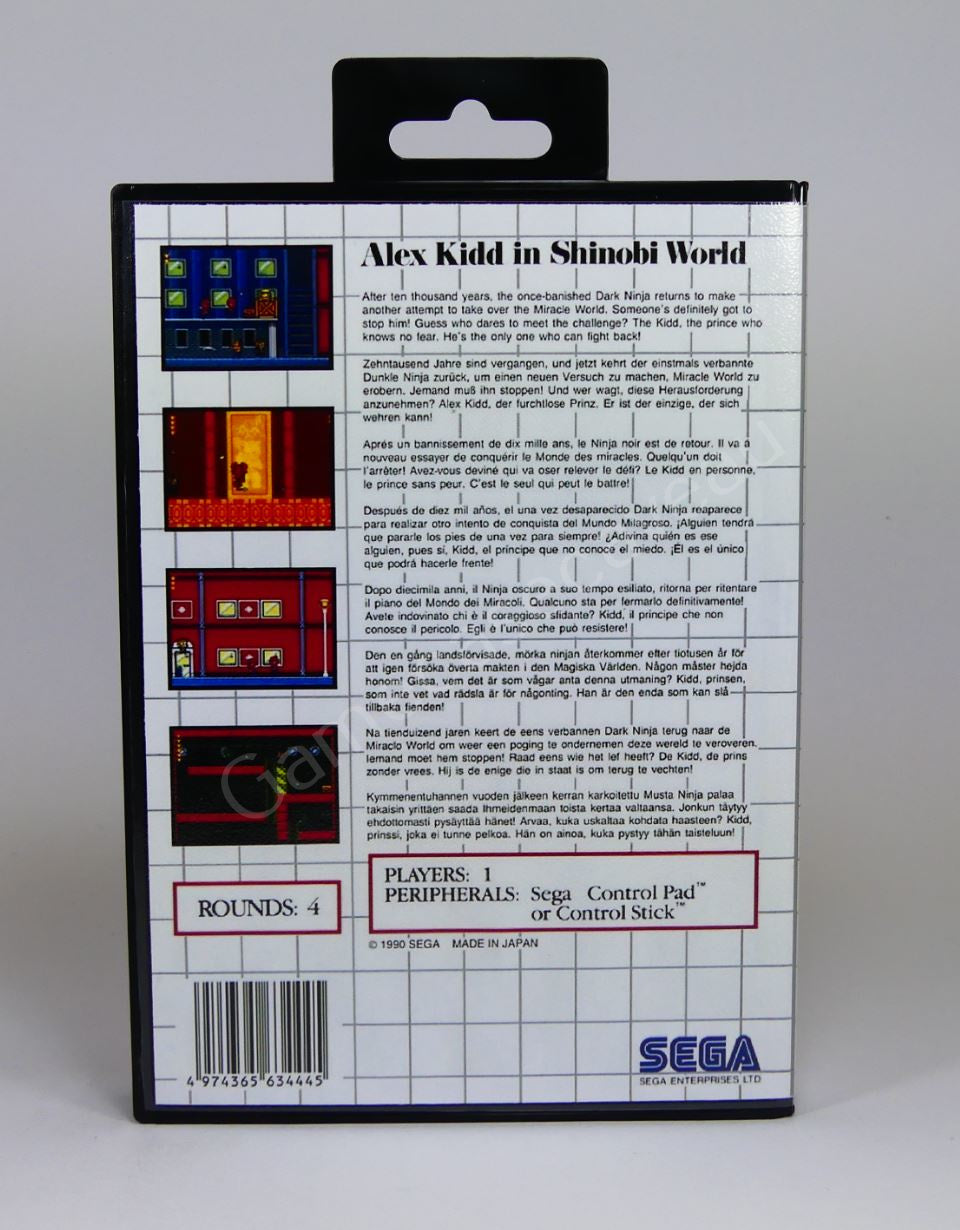 Alex Kidd in Shinobi World
After ten thousand years, the once-banished Dark Ninja returns to make
another attempt to take over the Miracle World. Someone's definitely got to
stop him! Guess who dares to meet the challenge? The Kidd, the prince who
knows no fear. He's the only one who can fight back!
Zehntausend Jahre sind vergangen, und jetzt kehrt der einstmals verbannte
Dunkle Ninja zurück, um einen neuen Versuch zu machen, Miracle World zu
erobern. Jemand muß ihn stoppen! Und wer wagt, diese Herausforderung
anzunehmen? Alex Kidd, der furchtlose Prinz. Er ist der einzige, der sich
wehren kann!
Aprés un bannissement de dix mille ans, le Ninja noir est de retour. Il va a
nouveau essayer de conquérir le Monde des miracles. Quelqu'un doit
l'arrêter! Avez-vous deviné qui va oser relever le défi? Le Kidd en personne,
le prince sans peur. C'est le seul qui peut le battre!
Después de diez mil años, el una vez desaparecido Dark Ninja reaparece
para realizar otro intento de conquista del Mundo Milagroso. ¡Alguien tendrá
que pararle los pies de una vez para siempre! ¿Adivina quién es ese
alguien, pues sí, Kidd, el príncipe que no conoce el miedo. ¡Él es el único
que podrá hacerle frente!
Dopo diecimila anni, il Ninja oscuro a suo tempo esiliato, ritorna per ritentare
il piano del Mondo dei Miracoli. Qualcuno sta per fermarlo definitivamente!
Avete indovinato chi è il coraggioso sfidante? Kidd, il principe che non
conosce il pericolo. Egli è l'unico che può resistere!
Den en gång landsförvisade, mörka ninjan återkommer efter tiotusen år för
att igen försöka överta makten i den Magiska Världen. Någon måster hejda
honom! Gissa, vem det är som vågar anta denna utmaning? Kidd, prinsen,
som inte vet vad rädsla är för någonting. Han är den enda som kan slå
tillbaka fienden!
Na tienduizend jaren keert de eens verbannen Dark Ninja terug naar de
Miraclo World om weer een poging te ondernemen deze wereld te veroveren.
Iemand moet hem stoppen! Raad eens wie het lef heeft? De Kidd, de prins
zonder vrees. Hij is de enige die in staat is om terug te vechten!
Kymmenentuhannen vuoden jälkeen kerran karkoitettu Musta Ninja palaa
takaisin yrittäen saada Ihmeidenmaan toista kertaa valtaansa. Jonkun täytyy
ehdottomasti pysäyttää hänet! Arvaa, kuka uskaltaa kohdata haasteen? Kidd,
prinssi, joka ei tunne pelkoa. Hän on ainoa, kuka pystyy tähän taisteluun!
ROUNDS: 4
PLAYERS: 1
PERIPHERALS: Sega Control Pad™
or Control Stick™
© 1990 SEGA MADE IN JAPAN
4 974365 634445
SEGA
SEGA ENTERPRISES LTD